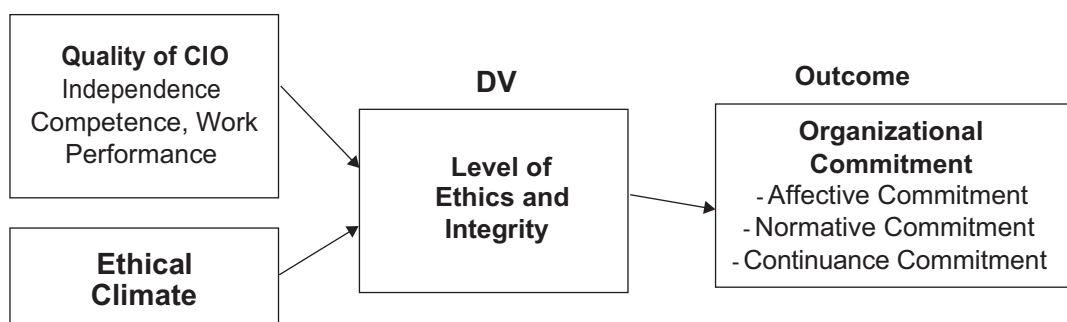 Quality of CIO
Independence
Competence, Work
Performance
Ethical
Climate
DV
Level of
Ethics and
Integrity
Outcome
Organizational
Commitment
- Affective Commitment
- Normative Commitment
- Continuance Commitment